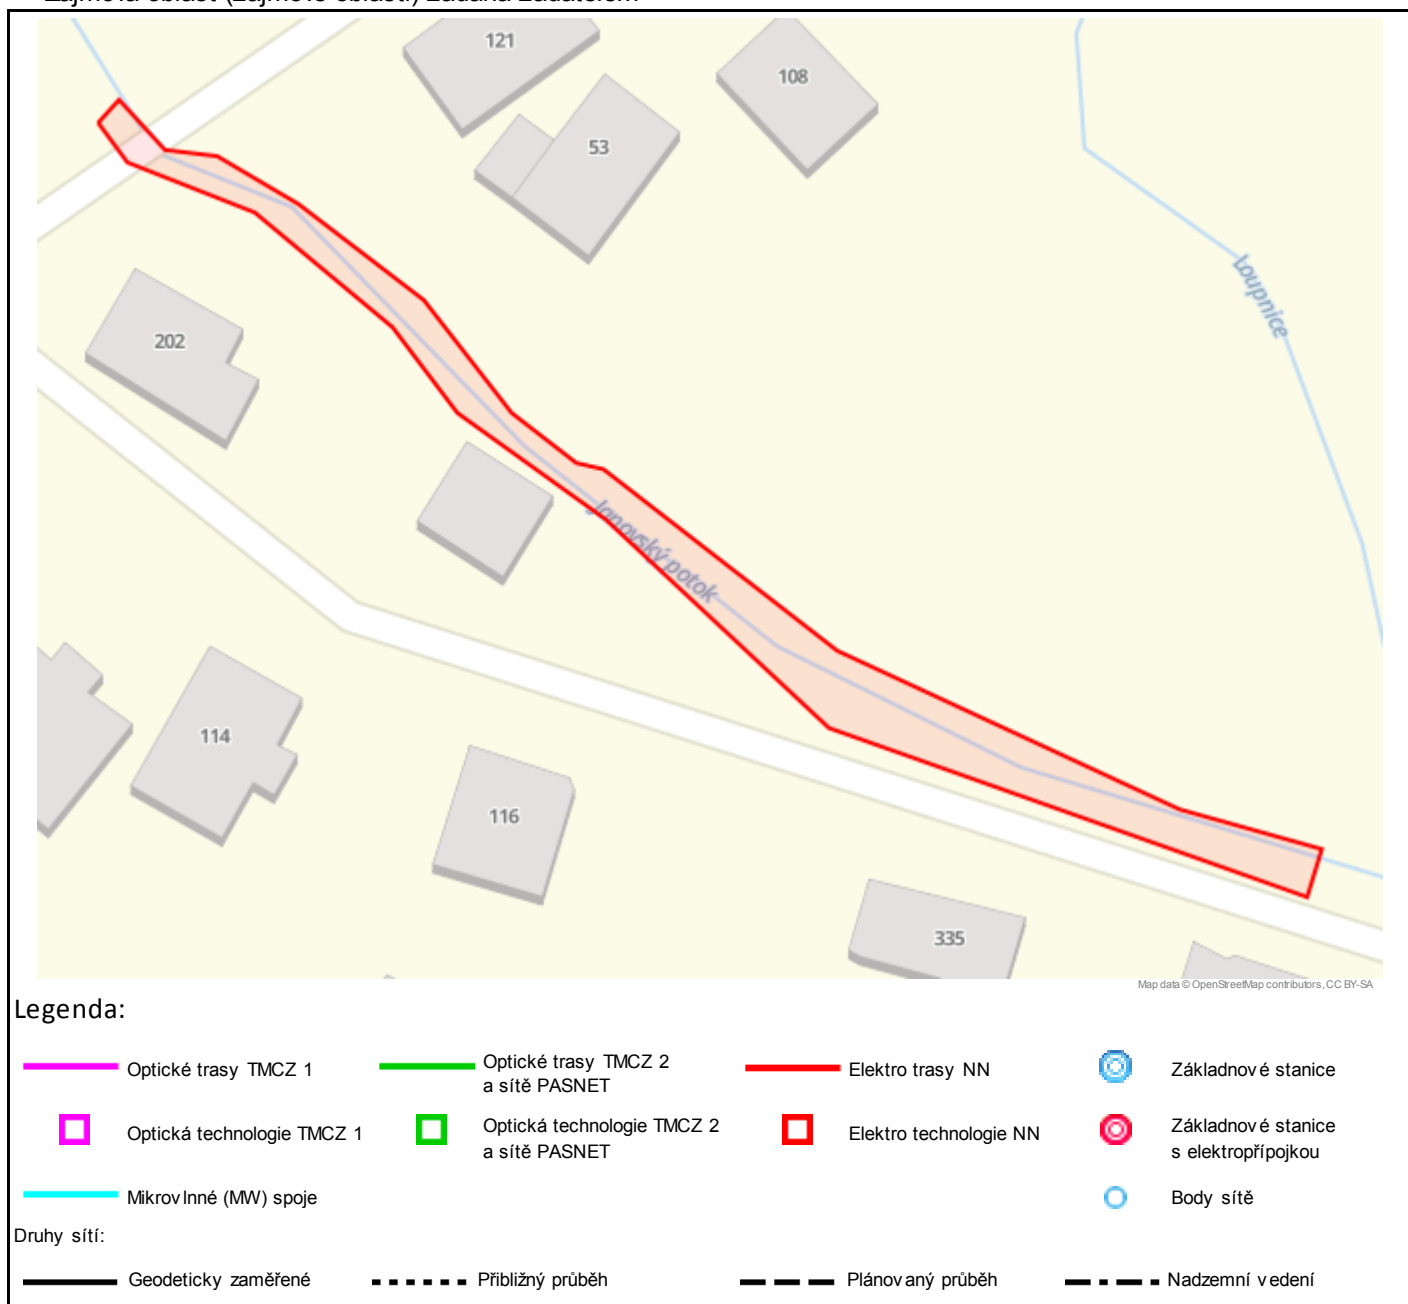 121
108
53
Loupnice
202
Janovský potok
114
116
335
Map data © OpenStreetMap contributors, CC BY-SA
Legenda:
Optické trasy TMCZ 1
Optické trasy TMCZ 2
a sítě PASNET
Elektro trasy NN
Základnové stanice
Optická technologie TMCZ 1
Optická technologie TMCZ 2
a sítě PASNET
Elektro technologie NN
Základnové stanice
s elektropřípojkou
Mikrovlnné (MW) spoje
Body sítě
Druhy sítí:
Geodeticky zaměřené
Přibližný průběh
Plánovaný průběh
Nadzemní vedení